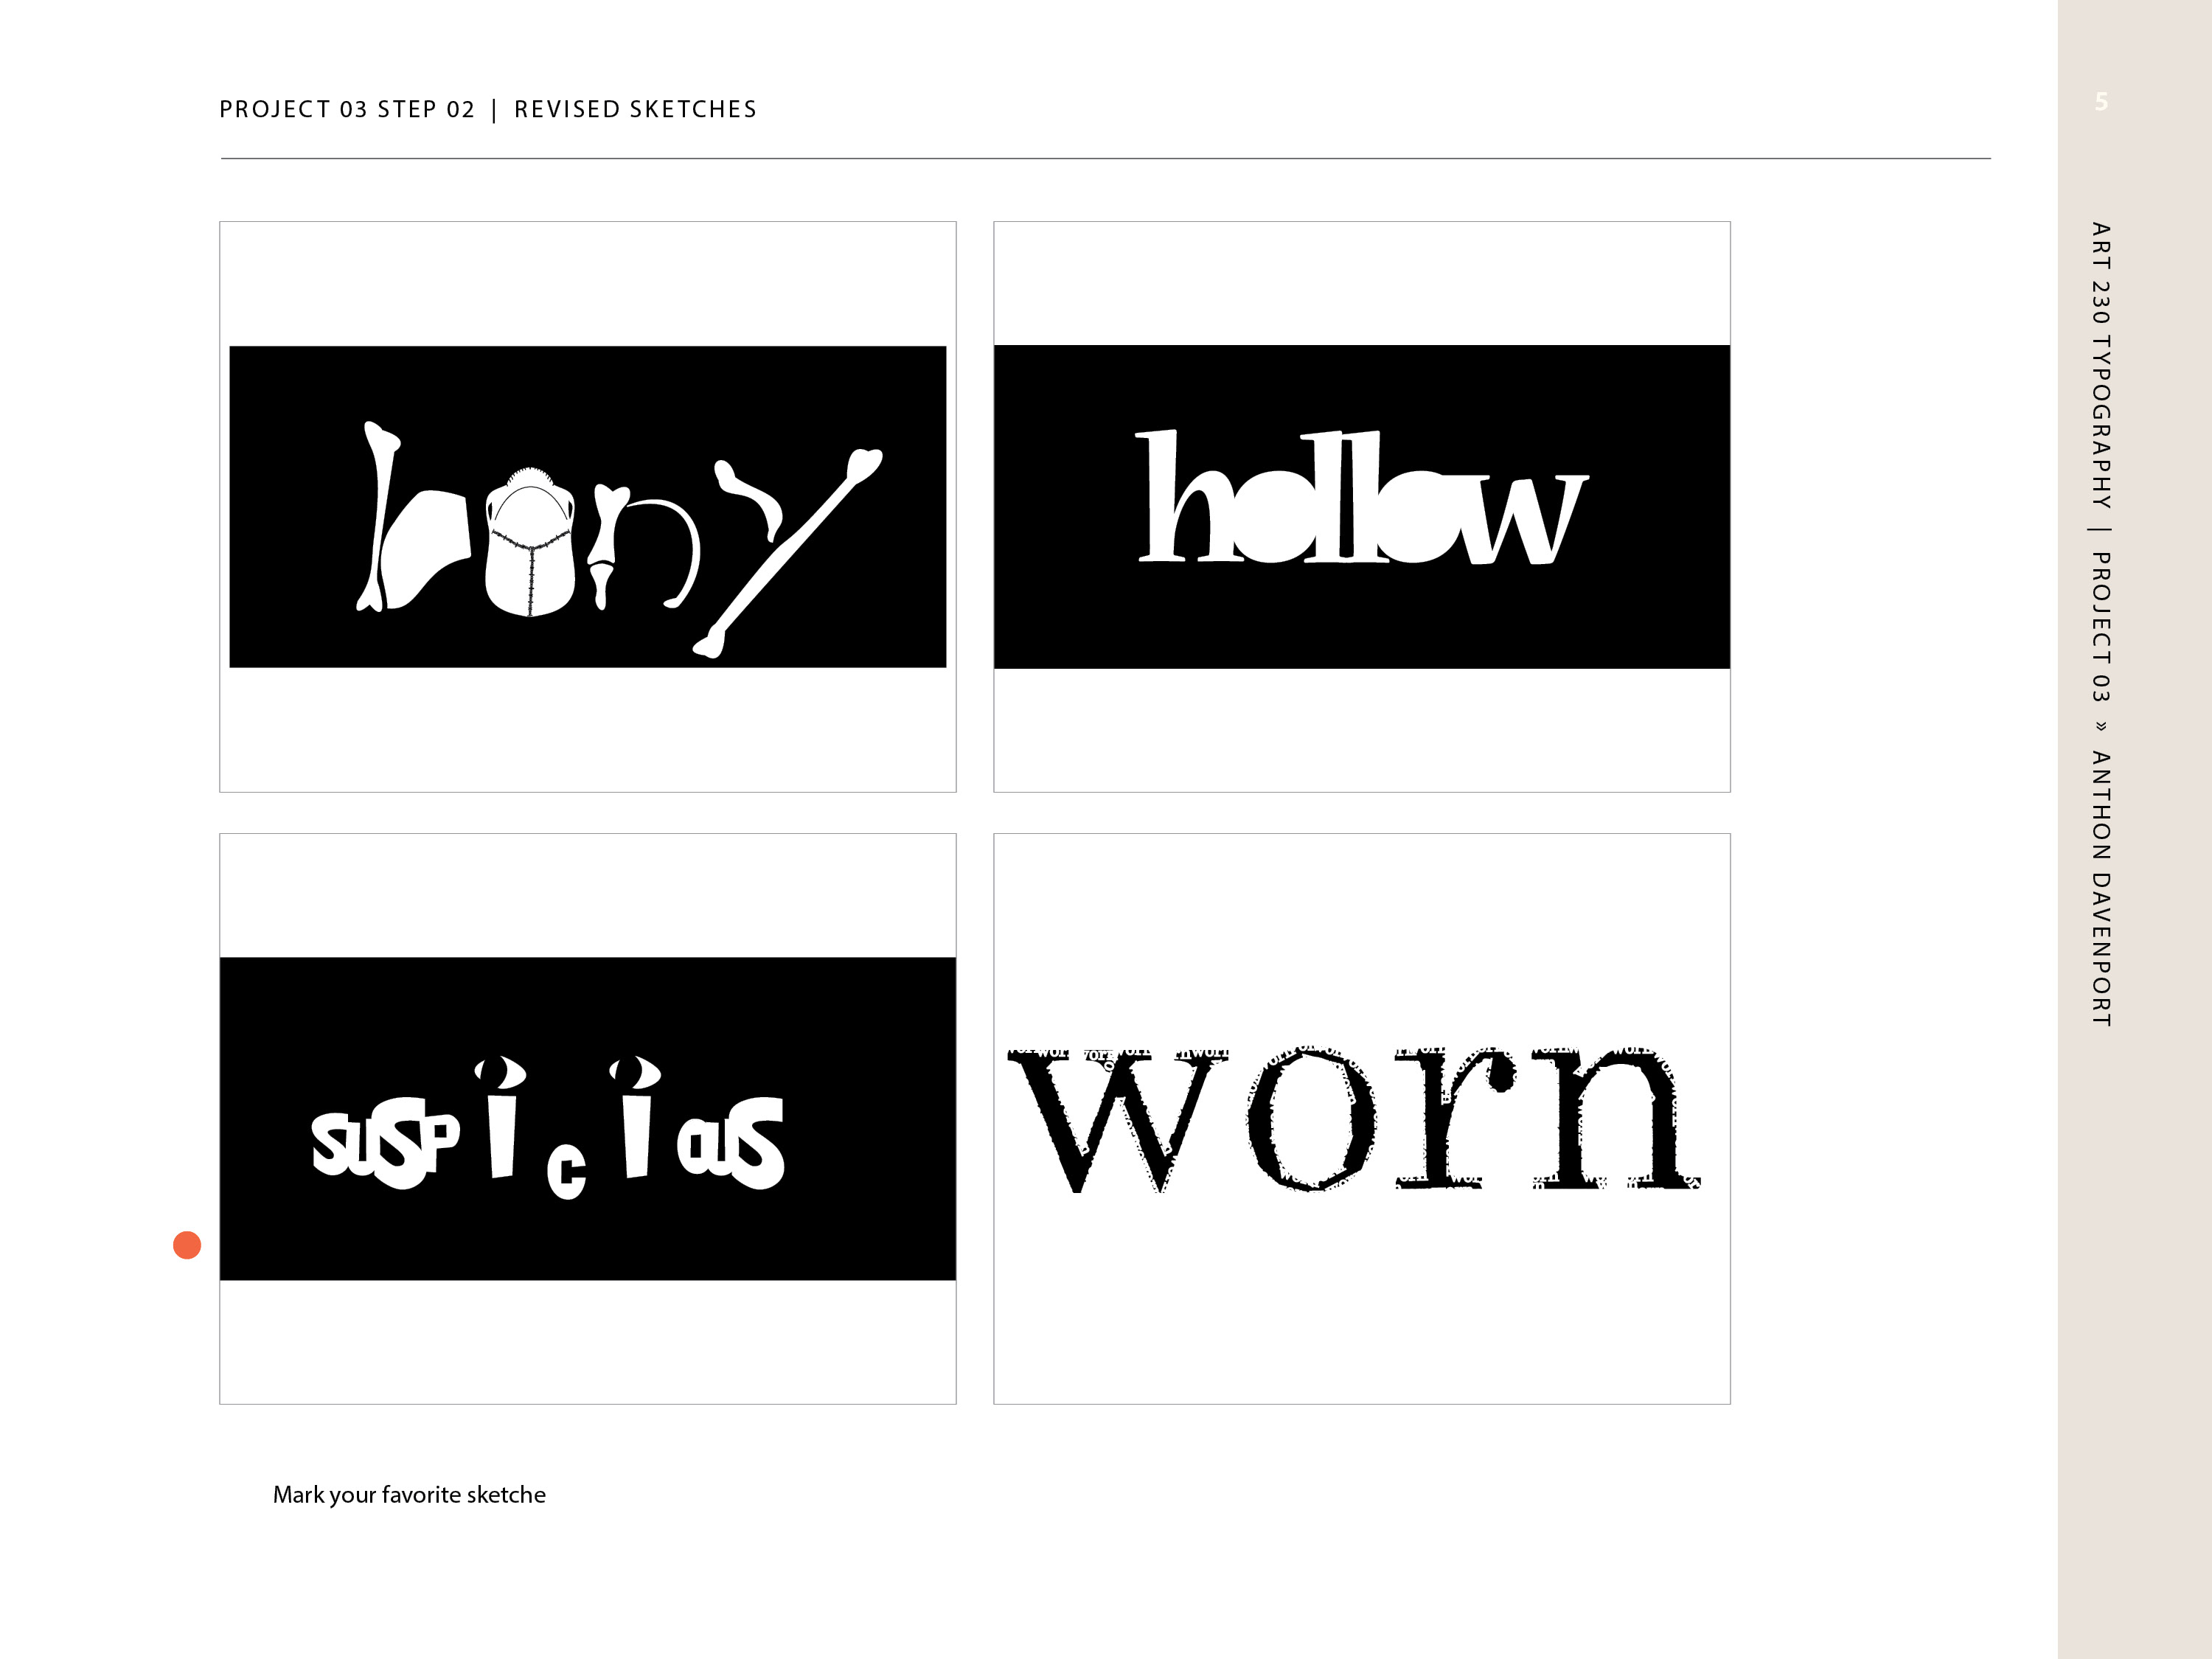 PROJECT 03 STEP 02 | REVISED SKETCHES
5
bony
hollow
suSPiciouS
worn
Mark your favorite sketche
ART 230 TYPOGRAPHY | PROJECT 03 » ANTHON DAVENPORT